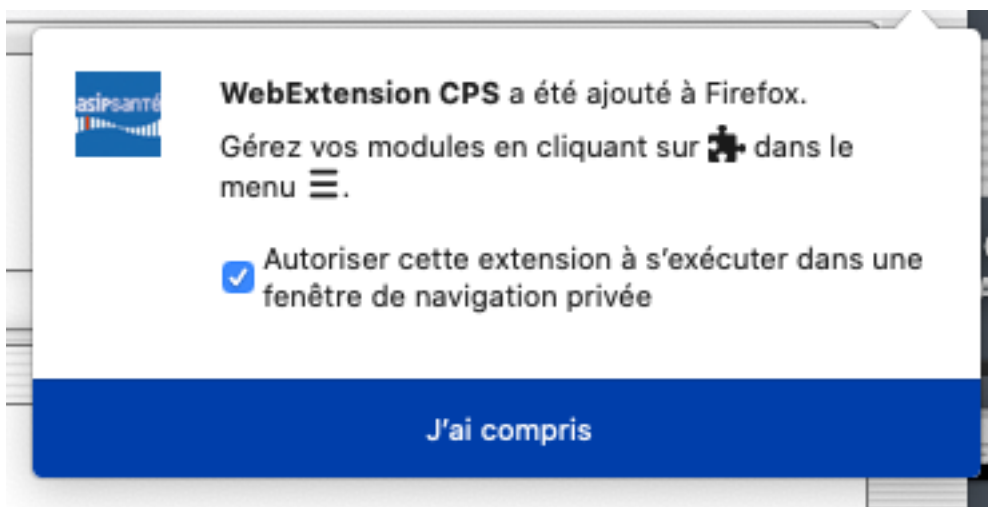 asipsanté
WebExtension CPS a été ajouté à Firefox.
Gérez vos modules en cliquant sur dans le
menu .
Autoriser cette extension à s’exécuter dans une
fenêtre de navigation privée
J’ai compris